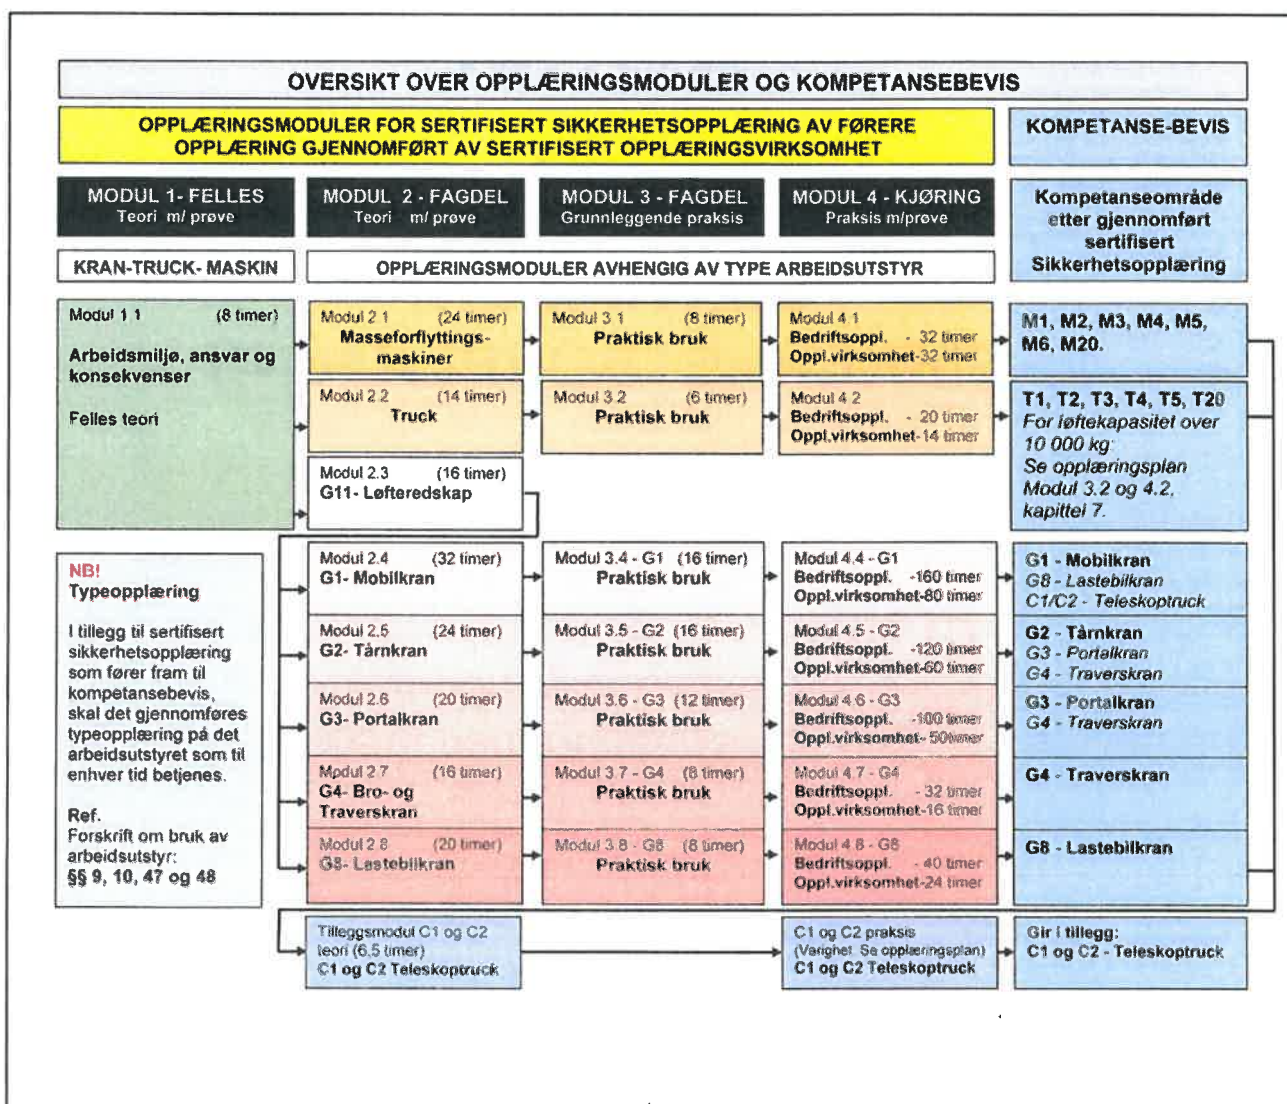 OVERSIKT OVER OPPLÆRINGSMODULER OG KOMPETANSEBEVIS
OPPLÆRINGSMODULER FOR SERTIFISERT SIKKERHETSOPPLÆRING AV FØRERE
OPPLÆRING GJENNOMFØRT AV SERTIFISERT OPPLÆRINGSVIRKSOMHET
KOMPETANSE-BEVIS
MODUL 1- FELLES
Teori m/ prøve
MODUL 2 - FAGDEL
Teori m/ prøve
MODUL 3 - FAGDEL
Grunnleggende praksis
MODUL 4 - KJØRING
Praksis m/prøve
Kompetanseområde
etter gjennomført
sertifisert
Sikkerhetsopplæring
KRAN-TRUCK- MASKIN
OPPLÆRINGSMODULER AVHENGIG AV TYPE ARBEIDSUTSTYR
Modul 1 1 (8 timer)
Arbeidsmiljø, ansvar og
konsekvenser
Felles teori
Modul 2 1 (24 timer)
Masseforflyttings-
maskiner
Modul 3 1 (8 timer)
Praktisk bruk
Modul 4.1
Bedriftsoppl. - 32 timer
Oppl.virksomhet-32 timer
M1, M2, M3, M4, M5,
M6, M20.
Modul 2.2 (14 timer)
Truck
Modul 3.2 (6 timer)
Praktisk bruk
Modul 4 2
Bedriftsoppl. - 20 timer
Oppl.virksomhet-14 timer
T1, T2, T3, T4, T5, T20
For løftekapasitet over
10 000 kg:
Se opplæringsplan
Modul 3.2 og 4.2,
kapittel 7.
Modul 2.3 (16 timer)
G11- Løfteredskap
NB!
Typeopplæring
I tillegg til sertifisert
sikkerhetsopplæring
som fører fram til
kompetansebevis,
skal det gjennomføres
typeopplæring på det
arbeidsutstyret som til
enhver tid betjenes.
Ref.
Forskrift om bruk av
arbeidsutstyr:
§§ 9, 10, 47 og 48
Modul 2.4 (32 timer)
G1- Mobilkran
Modul 3.4 - G1 (16 timer)
Praktisk bruk
Modul 4.4 - G1
Bedriftsoppl. -160 timer
Oppl.virksomhet-80 timer
G1 - Mobilkran
G8 - Lastebilkran
C1/C2 - Teleskoptruck
Modul 2.5 (24 timer)
G2- Tårnkran
Modul 3.5 - G2 (16 timer)
Praktisk bruk
Modul 4.5 - G2
Bedriftsoppl. -120 timer
Oppl.virksomhet-60 timer
G2 - Tårnkran
G3 - Portalkran
G4 - Traverskran
Modul 2.6 (20 timer)
G3- Portalkran
Modul 3.6 - G3 (12 timer)
Praktisk bruk
Modul 4 6 - G3
Bedriftsoppl. -100 timer
Oppl.virksomhet- 50timer
G3 - Portalkran
G4 - Traverskran
Modul 2.7 (16 timer)
G4- Bro- og
Traverskran
Modul 3.7 - G4 (8 timer)
Praktisk bruk
Modul 4.7 - G4
Bedriftsoppl. - 32 timer
Oppl.virksomhet-16 timer
G4 - Traverskran
Modul 2 8 (20 timer)
G8- Lastebilkran
Modul 3.8 - G8 (8 timer)
Praktisk bruk
Modul 4 8 - G8
Bedriftsoppl. - 40 timer
Oppl.virksomhet-24 timer
G8 - Lastebilkran
Tilleggsmodul C1 og C2
teori (6,5 timer)
C1 og C2 Teleskoptruck
C1 og C2 praksis
(Varighet. Se opplæringsplan)
C1 og C2 Teleskoptruck
Gir i tillegg:
C1 og C2 - Teleskoptruck